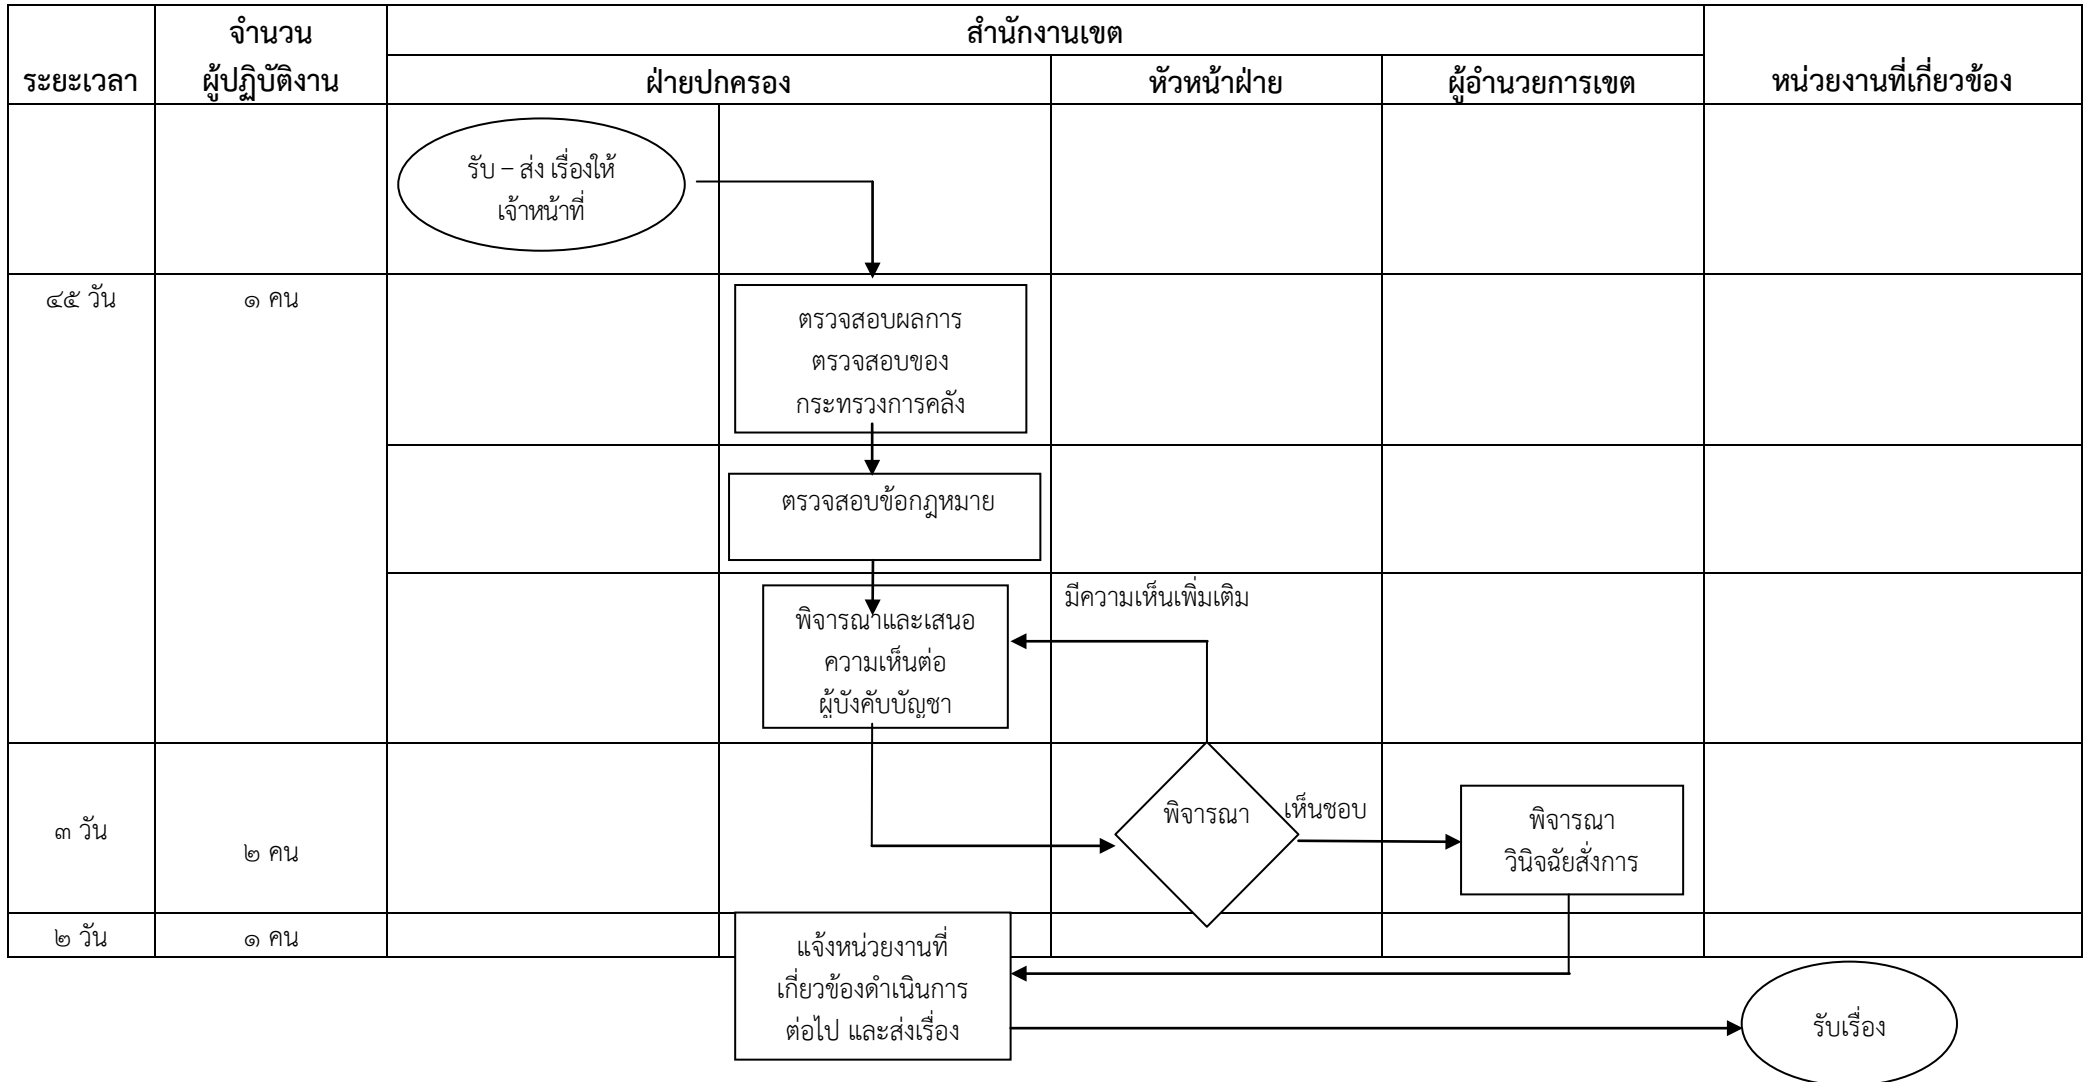 ระยะเวลา
จำนวน
ผู้ปฏิบัติงาน
สำนักงานเขต
หน่วยงานที่เกี่ยวข้อง
ฝ่ายปกครอง
หัวหน้าฝ่าย
ผู้อำนวยการเขต
รับ – ส่ง เรื่องให้
เจ้าหน้าที่
๔๕ วัน
๑ คน
ตรวจสอบผลการ
ตรวจสอบของ
กระทรวงการคลัง
ตรวจสอบข้อกฎหมาย
มีความเห็นเพิ่มเติม
พิจารณาและเสนอ
ความเห็นต่อ
ผู้บังคับบัญชา
๓ วัน
๒ คน
พิจารณา
เห็นชอบ
พิจารณา
วินิจฉัยสั่งการ
๒ วัน
๑ คน
แจ้งหน่วยงานที่
เกี่ยวข้องดำเนินการ
ต่อไป และส่งเรื่อง
รับเรื่อง